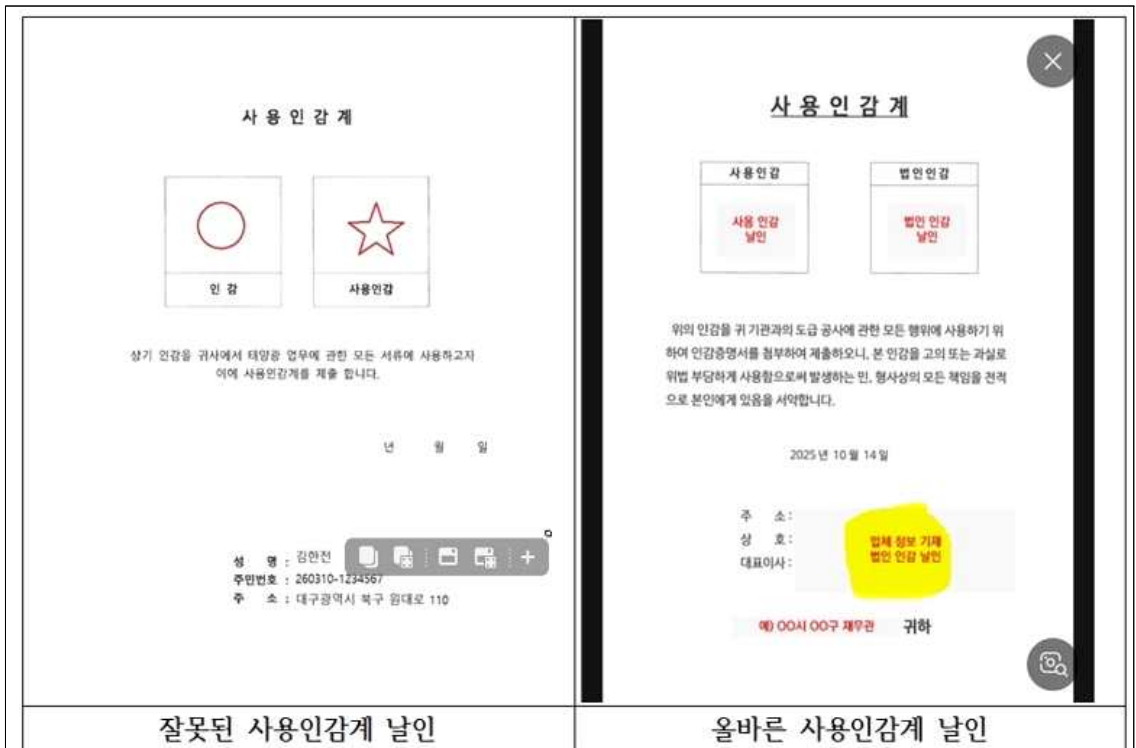 사 용 인 감 계
인 감
사용인감
상기 인감을 귀사에서 태양광 업무에 관한 모든 서류에 사용하고자
이에 사용인감계를 제출 합니다.
년 월 일
성 명 : 김한전
주민번호 : 260310-1234567
주 소 : 대구광역시 북구 원대로 110
잘못된 사용인감계 날인
사 용 인 감 계
사용인감
법인인감
사용 인감
날인
법인 인감
날인
위의 인감을 귀 기관과의 도급 공사에 관한 모든 행위에 사용하기 위
하여 인감증명서를 첨부하여 제출하오니, 본 인감을 고의 또는 과실로
위법 부당하게 사용함으로써 발생하는 민, 형사상의 모든 책임을 전적
으로 본인에게 있음을 서약합니다.
2025년 10월 14일
주 소 :
상 호 :
대표이사 :
업체 정보 기재
법인 인감 날인
예) OO시 OO구 재무관 귀하
올바른 사용인감계 날인